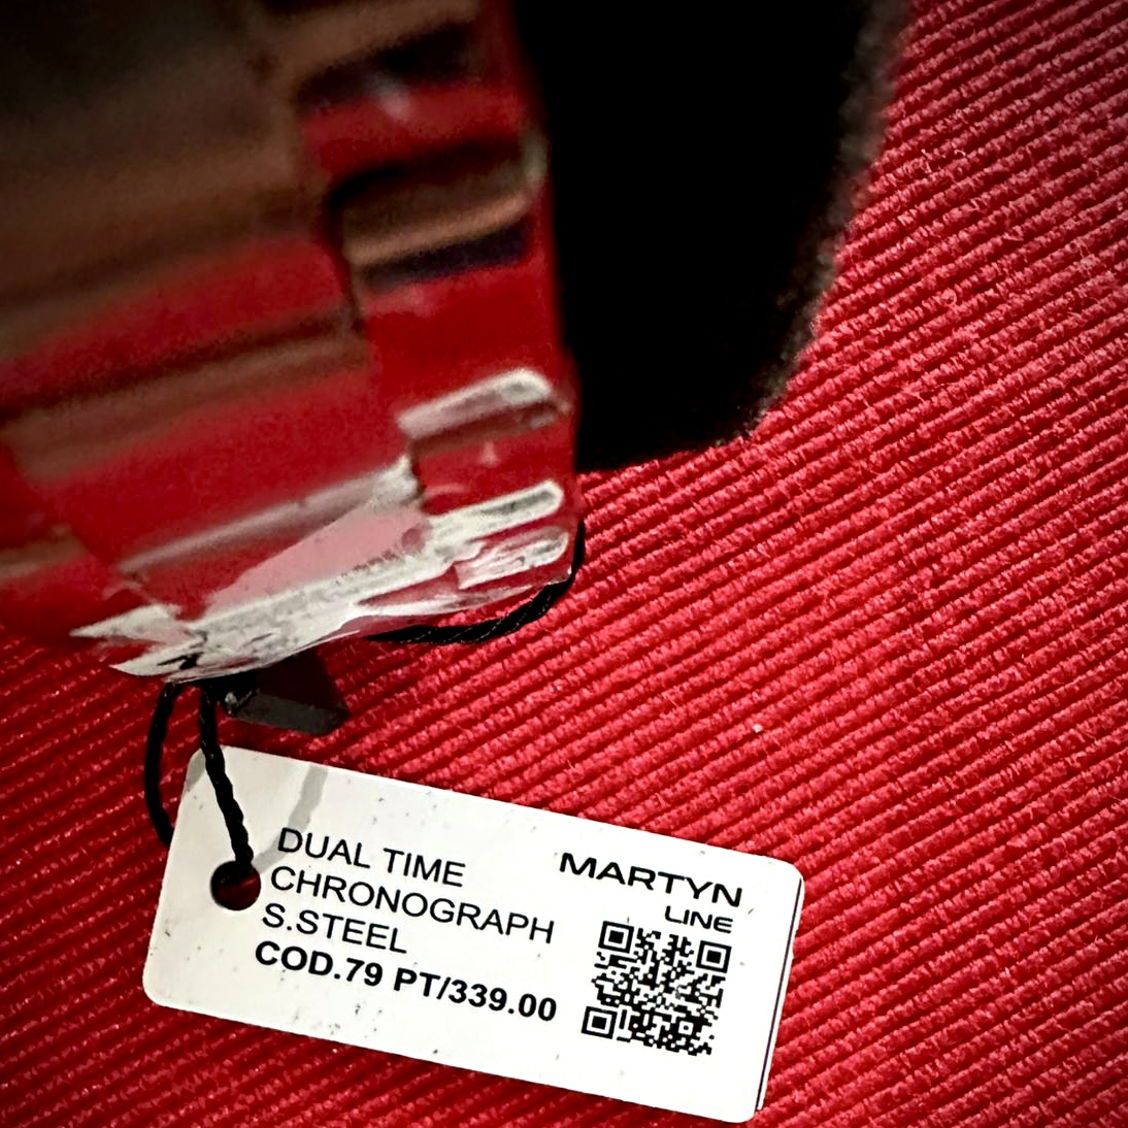 DUAL TIME
CHRONOGRAPH
S.STEEL
COD.79 PT/339.00
MARTYN
LINE